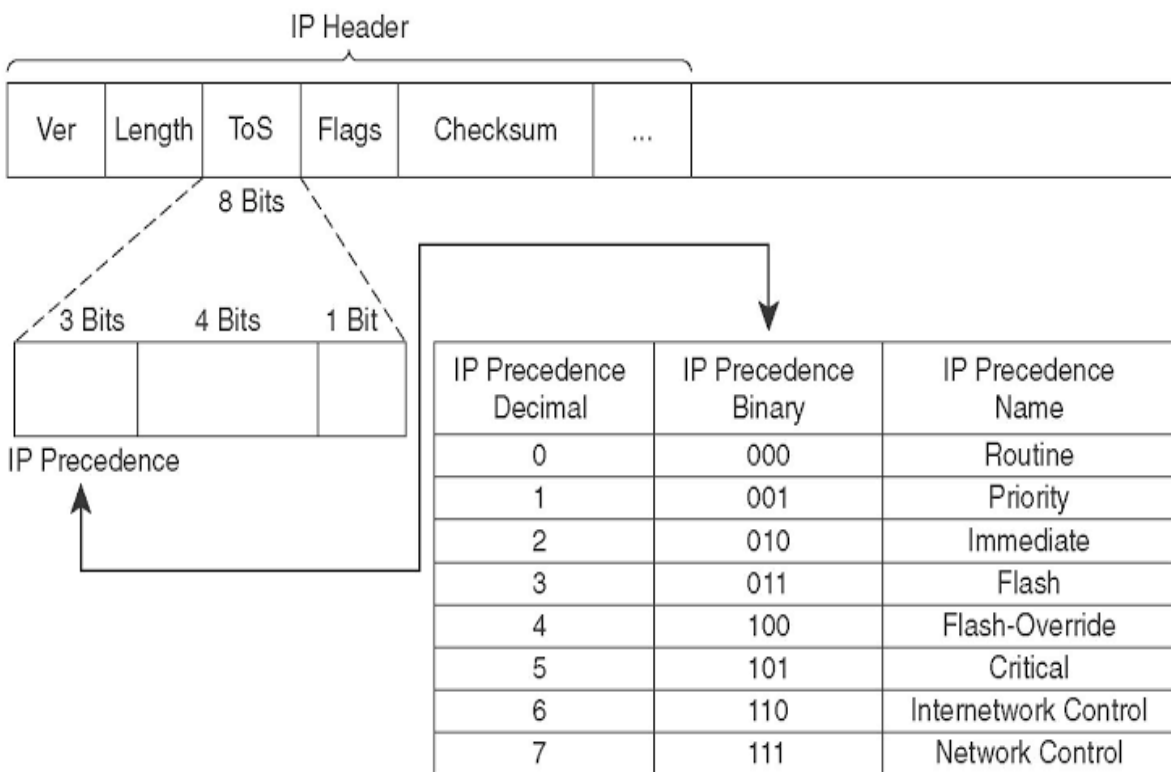 IP Header
Ver Length ToS Flags Checksum ...
8 Bits
3 Bits 4 Bits 1 Bit
IP Precedence
IP Precedence Decimal IP Precedence Binary IP Precedence Name
0 000 Routine
1 001 Priority
2 010 Immediate
3 011 Flash
4 100 Flash-Override
5 101 Critical
6 110 Internetwork Control
7 111 Network Control